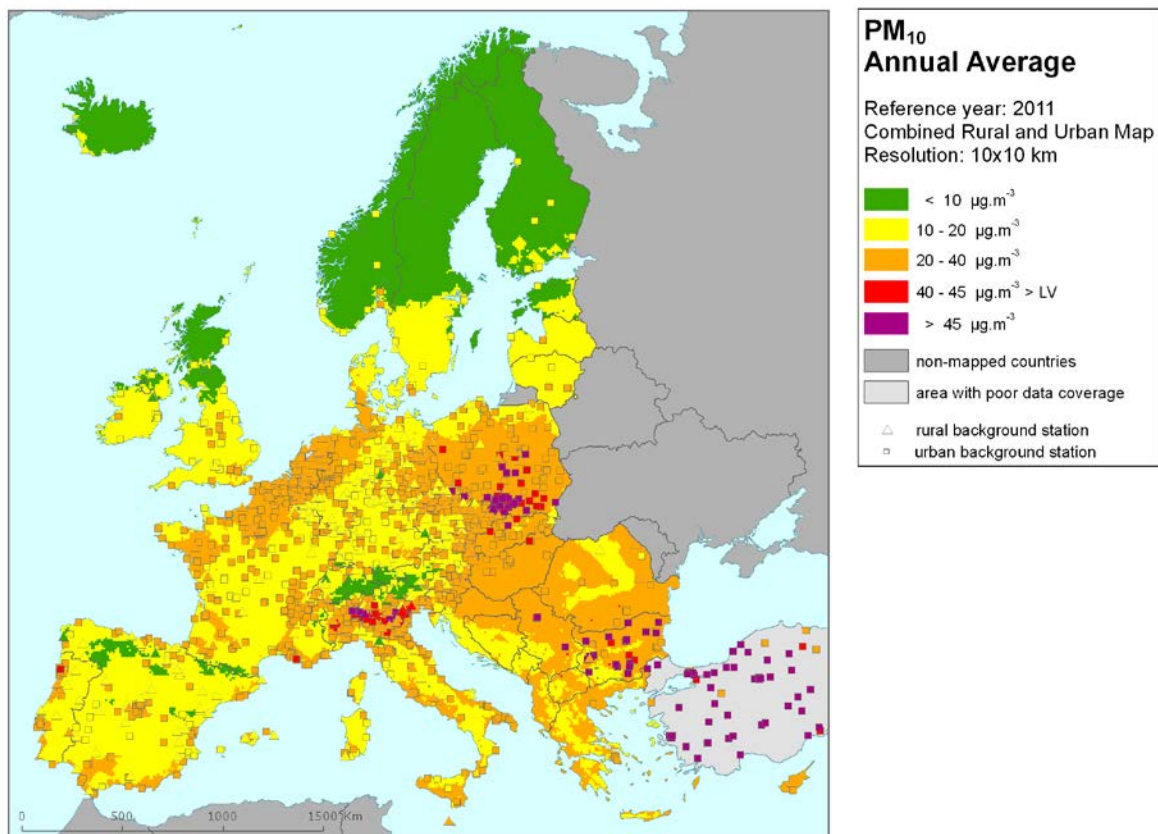 PM₁₀
Annual Average
Reference year: 2011
Combined Rural and Urban Map
Resolution: 10x10 km
< 10 µg.m⁻³
10 - 20 µg.m⁻³
20 - 40 µg.m⁻³
40 - 45 µg.m⁻³ > LV
> 45 µg.m⁻³
non-mapped countries
area with poor data coverage
rural background station
urban background station
0 500 1000 1500 Km